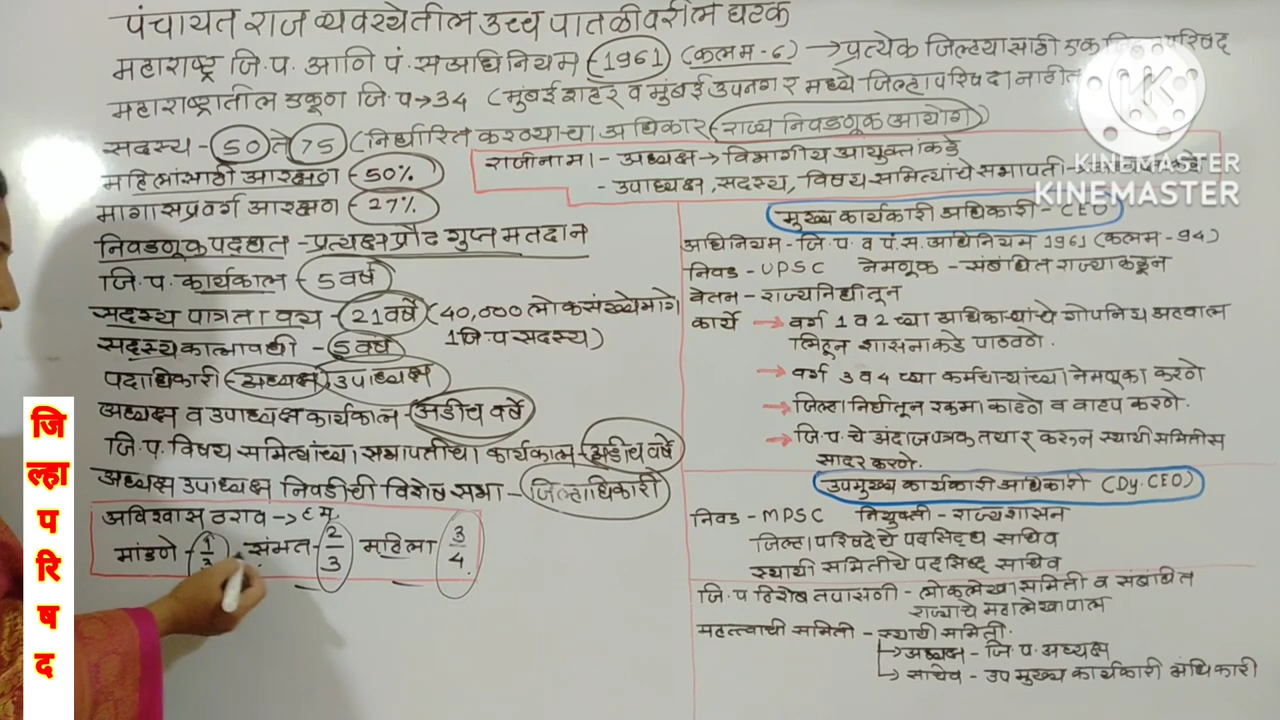 पंचायत राज व्यवस्थेतील उच्च पातळीवरील घटक
महाराष्ट्र जि.प. आणि पं.स अधिनियम - 1961 (कलम-6) → प्रत्येक जिल्ह्यासाठी एक
महाराष्ट्रातील एकूण जि.प → 34 (मुंबई शहर व मुंबई उपनगर मध्ये जिल्हापरिषदा नाहीत
सदस्य - 50 ते 75 (निर्धारित करण्याचा अधिकार - राज्य निवडणूक आयोग)
महिलांसाठी आरक्षण - 50%
मागासप्रवर्ग आरक्षण - 27%
निवडणूक पद्धत - प्रत्यक्ष प्रौढ गुप्त मतदान
जि.प. कार्यकाल - 5 वर्षे
सदस्य पात्रता वय - 21 वर्षे (40,000 लोकसंख्येमागे
1 जि.प सदस्य)
सदस्य कालावधी - 5 वर्षे
पदाधिकारी - अध्यक्ष, उपाध्यक्ष
अध्यक्ष व उपाध्यक्ष कार्यकाल - अडीच वर्षे
जि.प. विषय समित्यांच्या सभापतींचा कार्यकाल - अडीच वर्षे
अध्यक्ष उपाध्यक्ष निवडीची विशेष सभा - जिल्हाधिकारी
अविश्वास ठराव → ६ म.
मांडणे - 1/3 संमत - 2/3 महिला 3/4
राजीनामा - अध्यक्ष → विभागीय आयुक्तांकडे
- उपाध्यक्ष, सदस्य, विषय समित्यांचे सभापती -
मुख्य कार्यकारी अधिकारी - CEO
अधिनियम - जि.प. व पं.स. अधिनियम 1961 (कलम-94)
निवड - UPSC नेमणूक - संबंधित राज्याकडून
वेतन - राज्यनिधीतून
कार्ये → वर्ग 1 व 2 च्या अधिकाऱ्यांचे गोपनिय अहवाल
लिहून शासनाकडे पाठवणे.
→ वर्ग 3 व 4 च्या कर्मचाऱ्यांच्या नेमणूका करणे
→ जिल्हा निधीतून रकमा काढणे व वाटप करणे.
→ जि.प. चे अंदाजपत्रक तयार करून स्थायी समितीस
सादर करणे.
उपमुख्य कार्यकारी अधिकारी (Dy.CEO)
निवड - MPSC नियुक्ती - राज्यशासन
जिल्हा परिषदेचे पदसिद्ध सचिव
स्थायी समितीचे पदसिद्ध सचिव
जि.प विशेष तपासणी - लोकलेखा समिती व संबंधित
राज्याचे महालेखापाल
महत्त्वाची समिती - स्थायी समिती.
→ अध्यक्ष - जि.प. अध्यक्ष
→ सचिव - उपमुख्य कार्यकारी अधिकारी
जि
ल्हा
प
रि
ष
द
KINEMASTER
KINEMASTER